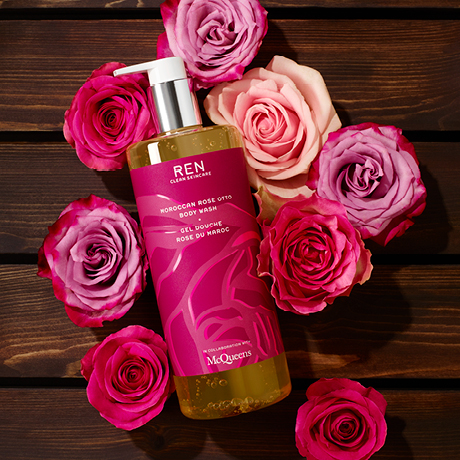 REN
CLEAN SKINCARE
MOROCCAN ROSE OTTO
BODY WASH
•
GEL DOUCHE
ROSE DU MAROC
IN COLLABORATION WITH
McQueens